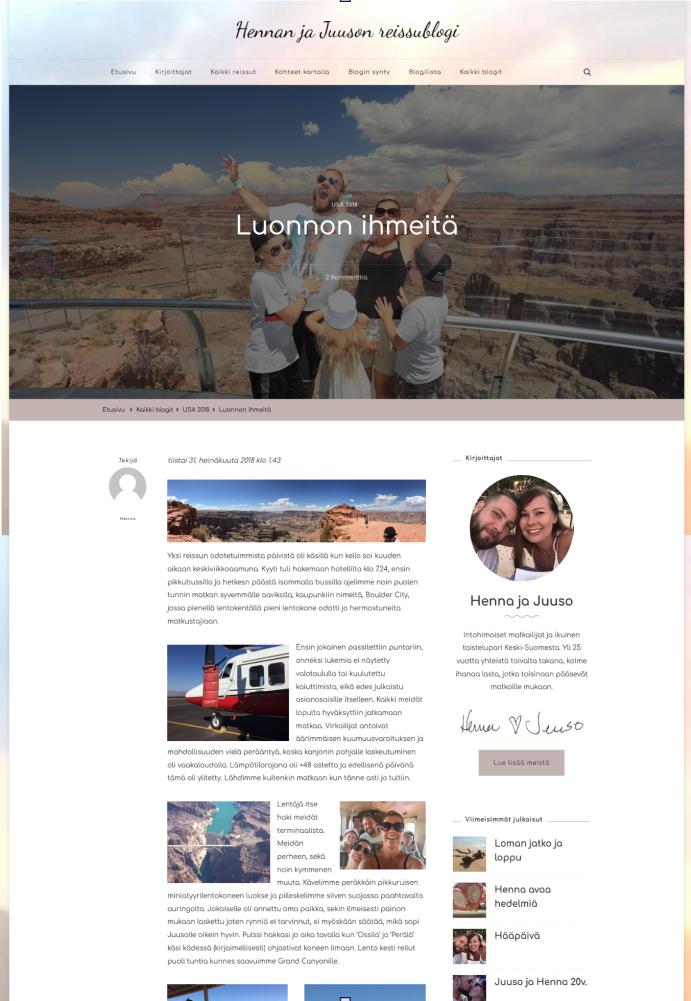 Hennan ja Juuson reissublogi
Etusivu Kirjoittajat Kaikki reissut Kohteet kartalla Blogin synty Blogilista Kaikki blogit
USA 2018
Luonnon ihmeitä
2 Kommenttia
Etusivu > Kaikki blogit > USA 2018 > Luonnon ihmeitä
Tekijä
Henna
tiistai 31. heinäkuuta 2018 klo 1.43
Yksi reissun odotetuimmista päivistä oli käsillä kun kello soi kuuden
aikaan keskiviikkoaamuna. Kyyti tuli hakemaan hotellilta klo 7.24, ensin
pikkubussilla ja hetken päästä isommalla bussilla ajelimme noin puolen
tunnin matkan syvemmälle aavikolla, kaupunkiin nimeltä, Boulder City,
jossa pienellä lentokentällä pieni lentokone odotti jo hermostuneita
matkustajiaan.
Ensin jokainen passitettiin puntariin,
onneksi lukemia ei näytetty
valotaululla tai kuulutettu
kaiuttimista, eikä edes julkaistu
asianosaisille itselleen. Kaikki meidät
lopulta hyväksyttiin jatkamaan
matkaa. Virkailijat antoivat
äärimmäisen kuumuusvaroituksen ja
mahdollisuuden vielä perääntyä, koska kanjonin pohjalle laskeutuminen
oli vaakalaudalla. Lämpötilarajana oli +48 astetta ja edellisenä päivänä
tämä oli ylitetty. Lähdimme kuitenkin matkaan kun tänne asti jo tultiin.
Lentäjä itse
haki meidät
terminaalista.
Meidän
perheen, sekä
noin kymmenen
muuta. Kävelimme peräkkäin pikkuruisen
miniatyyrilentokoneen luokse ja piileskelimme siiven suojassa paahtavalta
auringolta. Jokaiselle oli annettu oma paikka, sekin ilmeisesti painon
mukaan laskettu joten rynniä ei tarvinnut, ei myöskään säätää, mikä sopi
Juusolle oikein hyvin. Pulssi hakkasi jo aika tavalla kun 'Ossila' ja 'Perälä'
käsi kädessä (kirjaimellisesti) ohjastivat koneen ilmaan. Lento kesti reilut
puoli tuntia kunnes saavuimme Grand Canyonille.
Kirjoittajat
Henna ja Juuso
Intohimoiset matkailijat ja ikuinen
taistelupari Keski-Suomesta. Yli 25
vuotta yhteistä taivalta takana, kolme
ihanaa lasta, jotka toisinaan pääsevät
matkoille mukaan.
Henna ♡ Juuso
Lue lisää meistä
Viimeisimmät julkaisut
Loman jatko ja
loppu
Henna avaa
hedelmiä
Hääpäivä
Juuso ja Henna 20v.